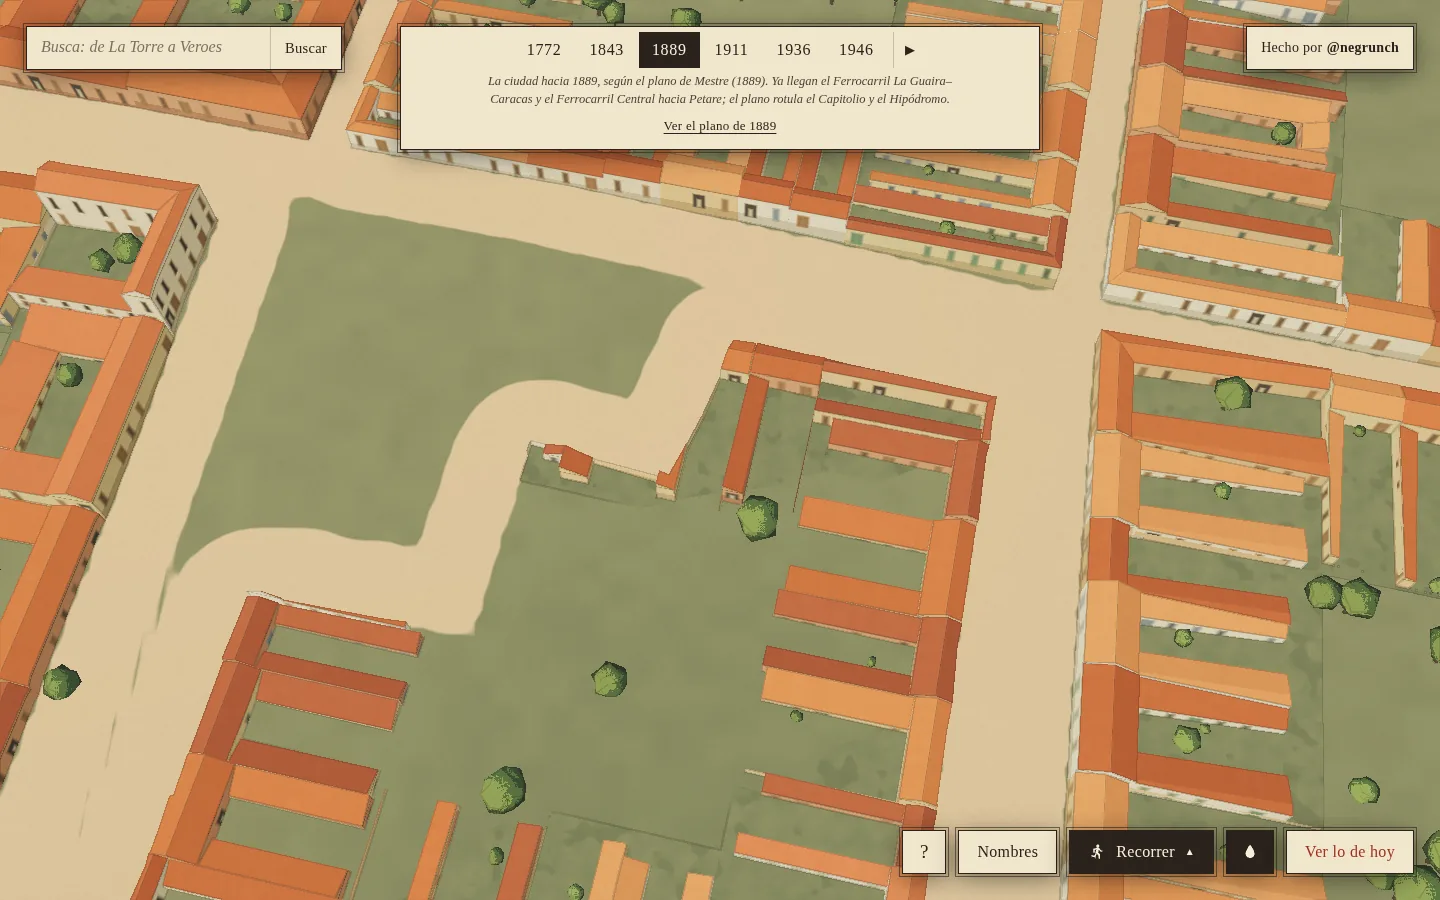 Busca: de La Torre a Veroes
Buscar
1772 1843 1889 1911 1936 1946 ▶
La ciudad hacia 1889, según el plano de Mestre (1889). Ya llegan el Ferrocarril La Guaira–
Caracas y el Ferrocarril Central hacia Petare; el plano rotula el Capitolio y el Hipódromo.
Ver el plano de 1889
Hecho por @negrunch
?
Nombres
Recorrer ▲
Ver lo de hoy